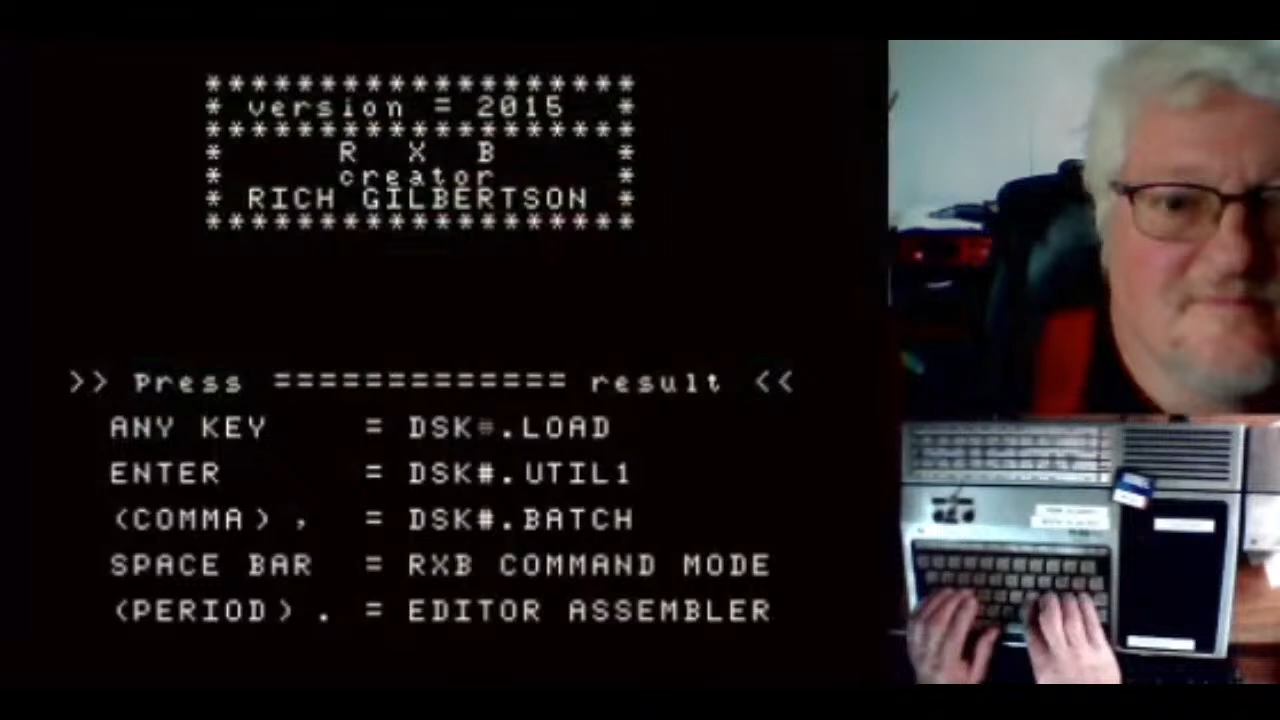 *******************
* version = 2015 *
*******************
* R X B *
* creator *
* RICH GILBERTSON *
*******************
>> Press ============= result <<
ANY KEY = DSK#.LOAD
ENTER = DSK#.UTIL1
(COMMA) , = DSK#.BATCH
SPACE BAR = RXB COMMAND MODE
(PERIOD) . = EDITOR ASSEMBLER